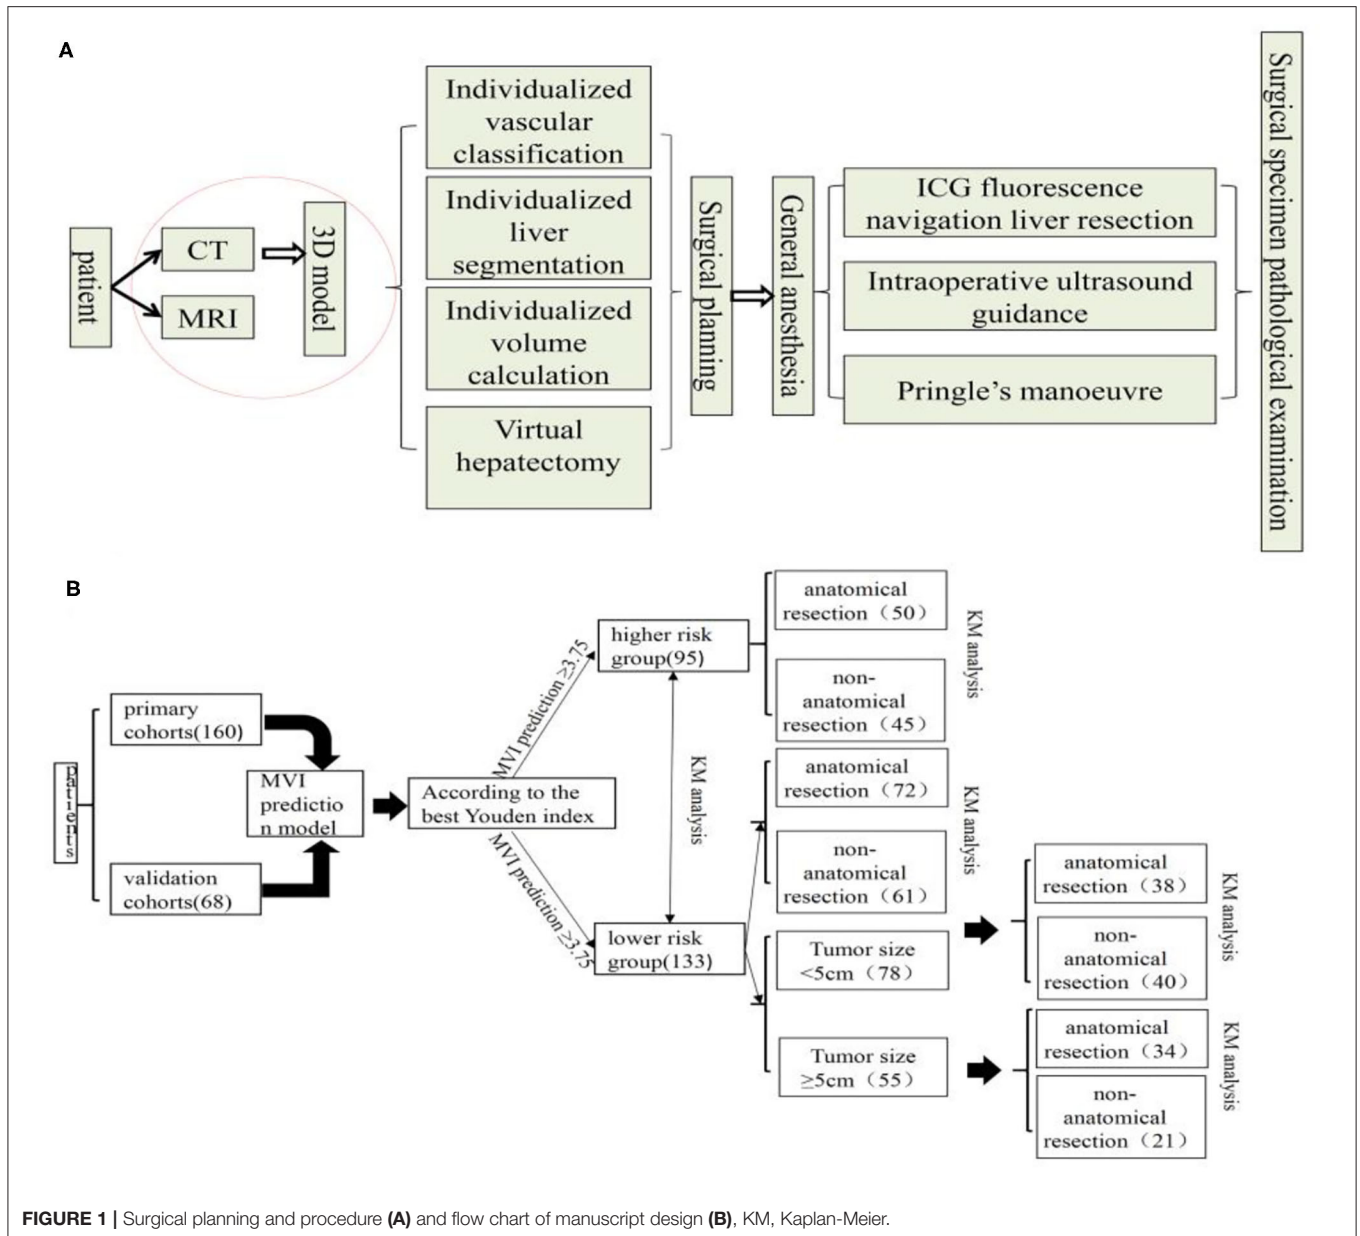 A
patient
CT
MRI
3D model
Individualized
vascular
classification
Individualized
liver
segmentation
Individualized
volume
calculation
Virtual
hepatectomy
Surgical planning
General anesthesia
ICG fluorescence
navigation liver resection
Intraoperative ultrasound
guidance
Pringle’s manoeuvre
Surgical specimen pathological examination
B
patients
primary
cohorts(160)
validation
cohorts(68)
MVI
predictio
n model
According to the
best Youden index
MVI prediction ≥3.75
MVI prediction ≥3.75
higher risk
group(95)
KM analysis
lower risk
group(133)
anatomical
resection（50）
non-
anatomical
resection（45）
KM analysis
anatomical
resection（72）
non-
anatomical
resection（61）
KM analysis
Tumor size
<5cm（78）
Tumor size
≥5cm（55）
anatomical
resection（38）
non-
anatomical
resection（40）
KM analysis
anatomical
resection（34）
non-
anatomical
resection（21）
KM analysis
FIGURE 1 | Surgical planning and procedure (A) and flow chart of manuscript design (B), KM, Kaplan-Meier.